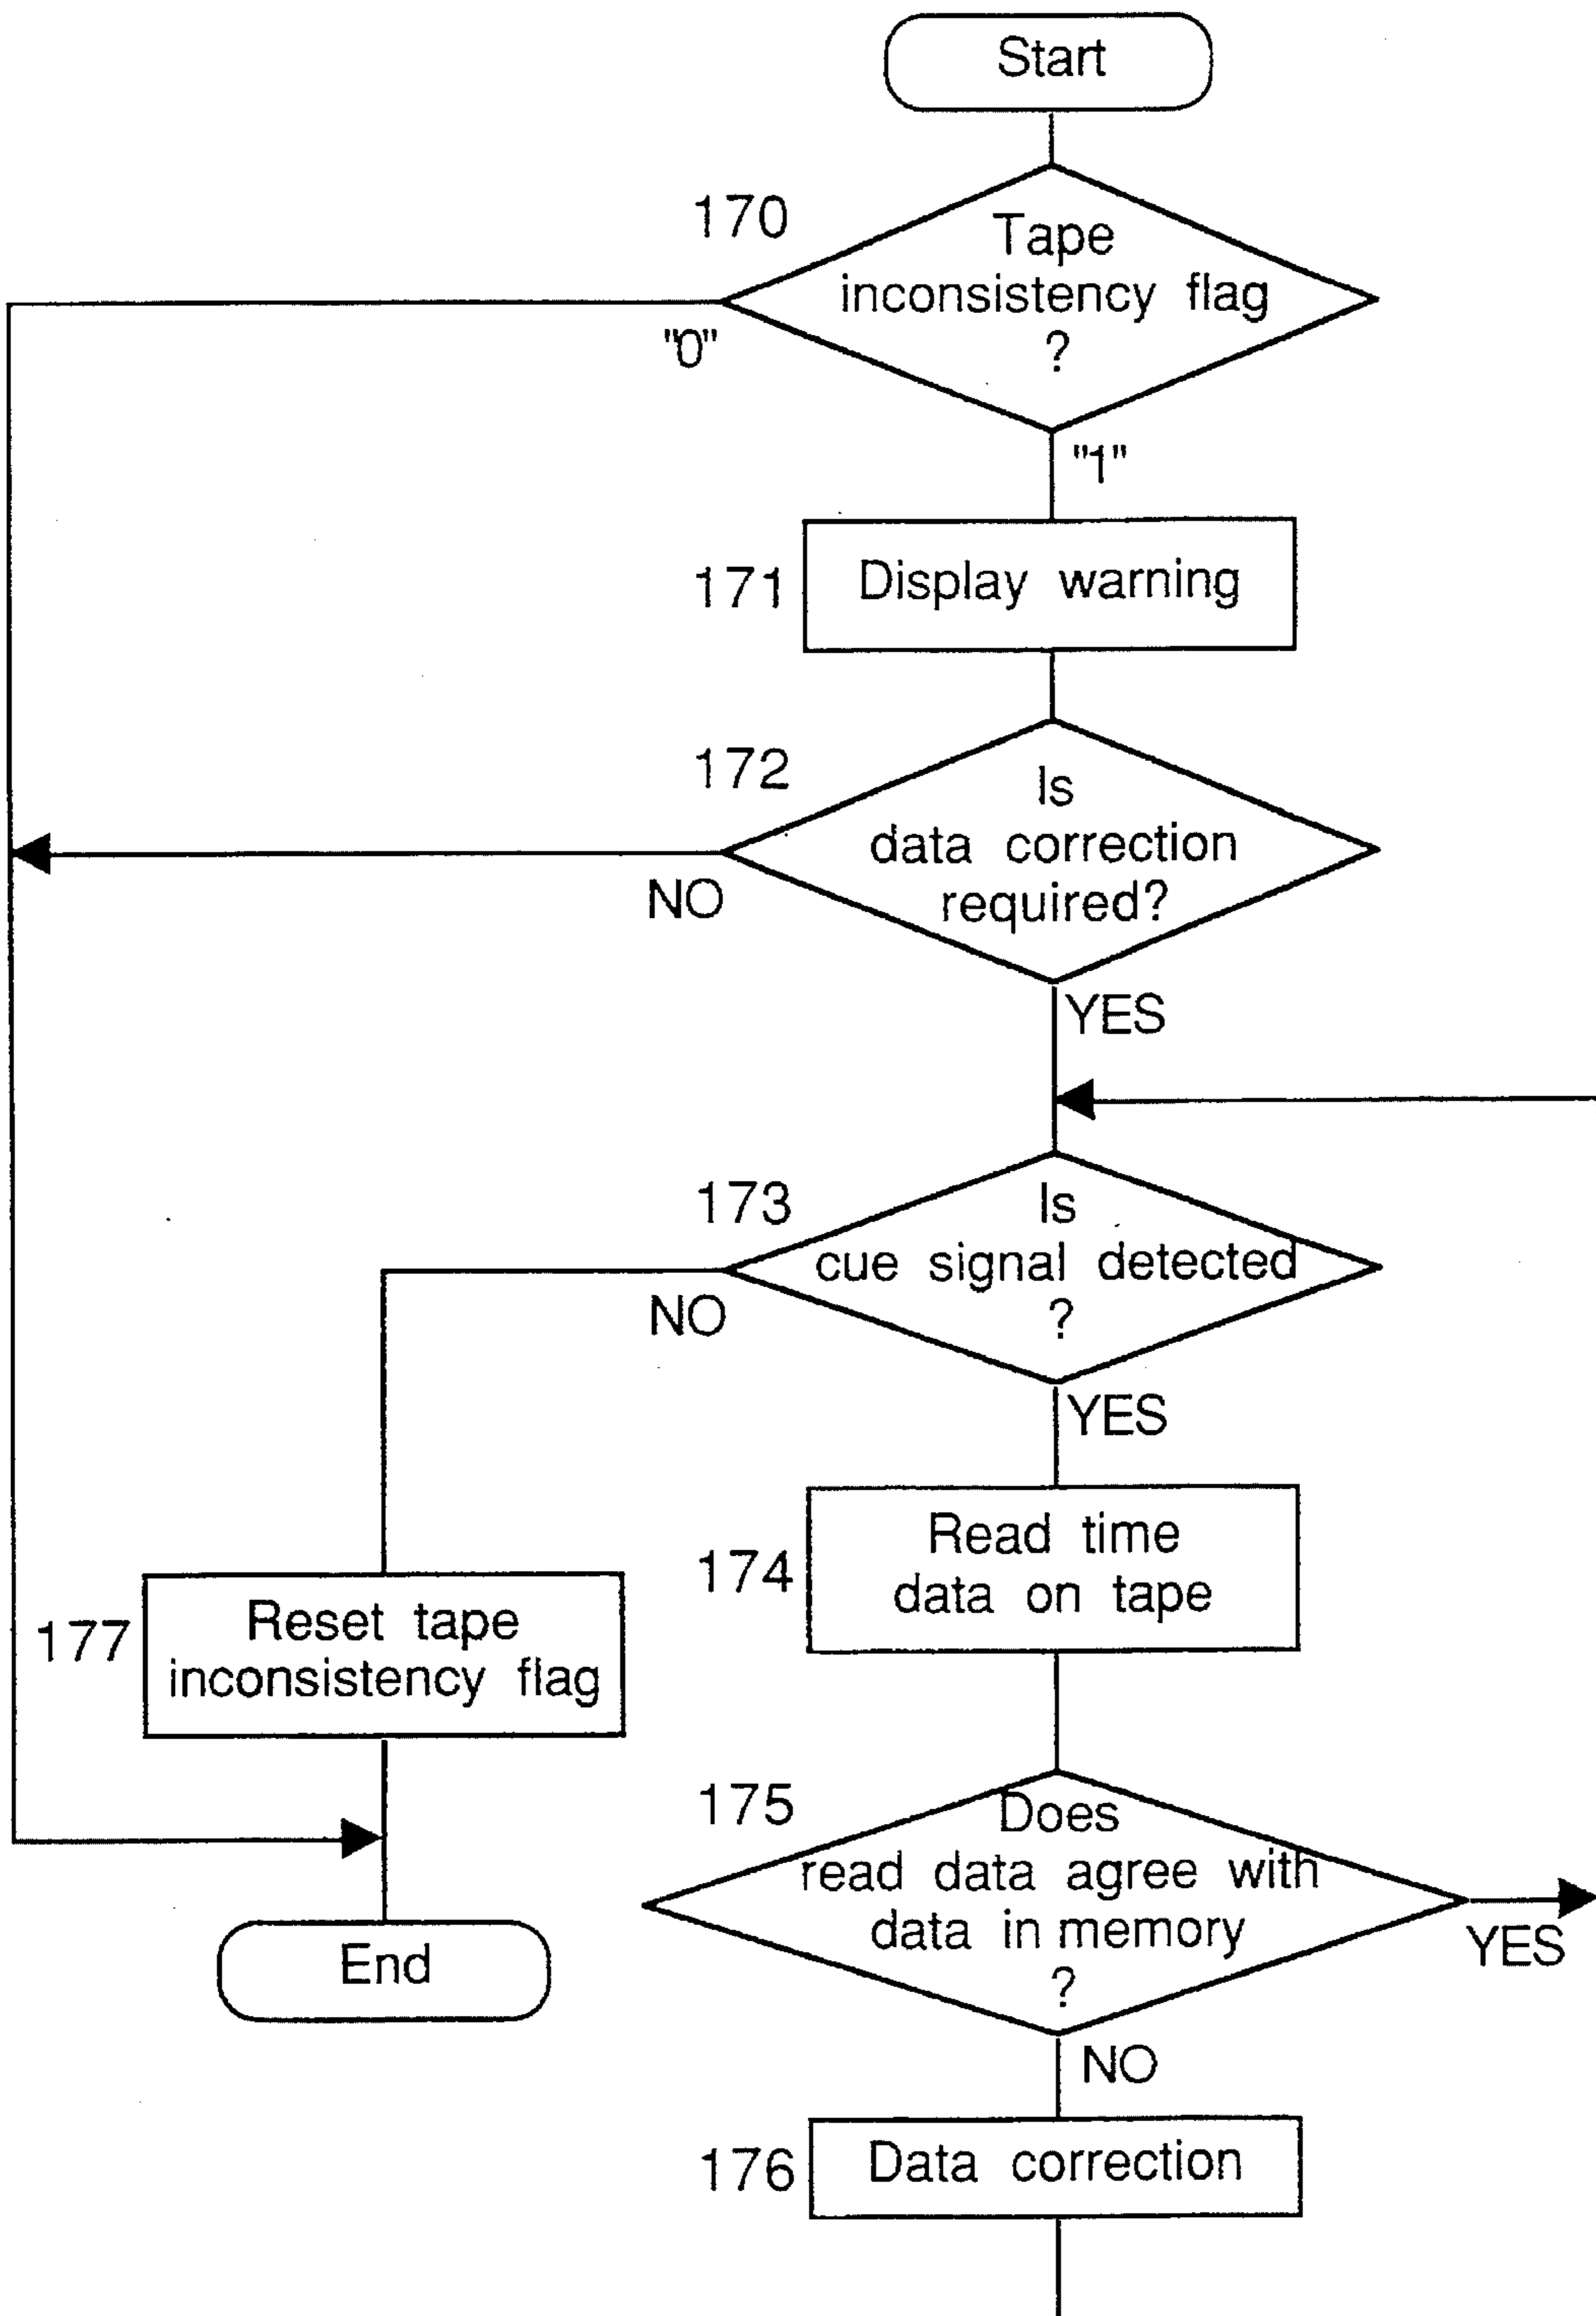 Start
170
Tape
inconsistency flag
?
"0"
"1"
171
Display warning
172
Is
data correction
required?
NO
YES
173
Is
cue signal detected
?
NO
YES
174
Read time
data on tape
177
Reset tape
inconsistency flag
175
Does
read data agree with
data in memory
?
YES
End
NO
176
Data correction